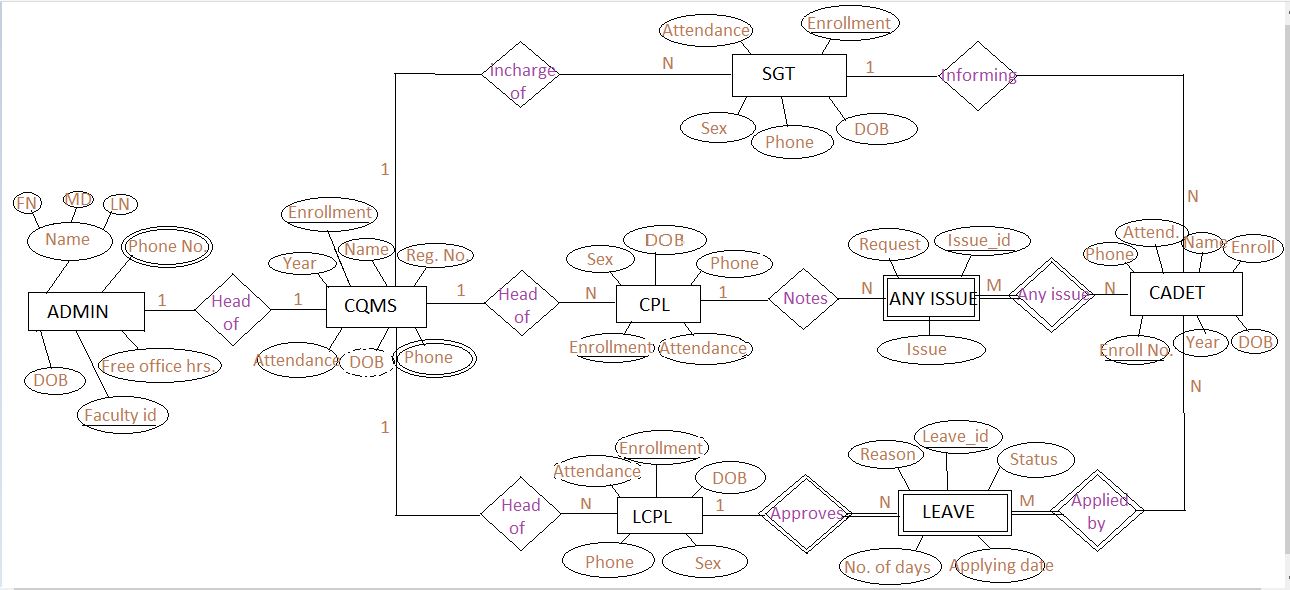 Attendance
Enrollment
Incharge
of
N
SGT
1
Informing
Sex
Phone
DOB
1
N
FN
MD
LN
Name
Phone No.
Enrollment
Year
Name
Reg. No.
ADMIN
1
Head
of
1
CQMS
1
Head
of
N
Sex
DOB
Phone
CPL
1
Notes
N
Request
Issue_id
ANY ISSUE
M
Any issue
N
Phone
Attend.
Name
Enroll
CADET
DOB
Free office hrs.
Faculty id
Attendance
DOB
Phone
Enrollment
Attendance
Issue
Enroll No.
Year
DOB
1
N
Head
of
N
Attendance
Enrollment
DOB
LCPL
1
Approves
N
Reason
Leave_id
Status
LEAVE
M
Applied
by
Phone
Sex
No. of days
Applying date